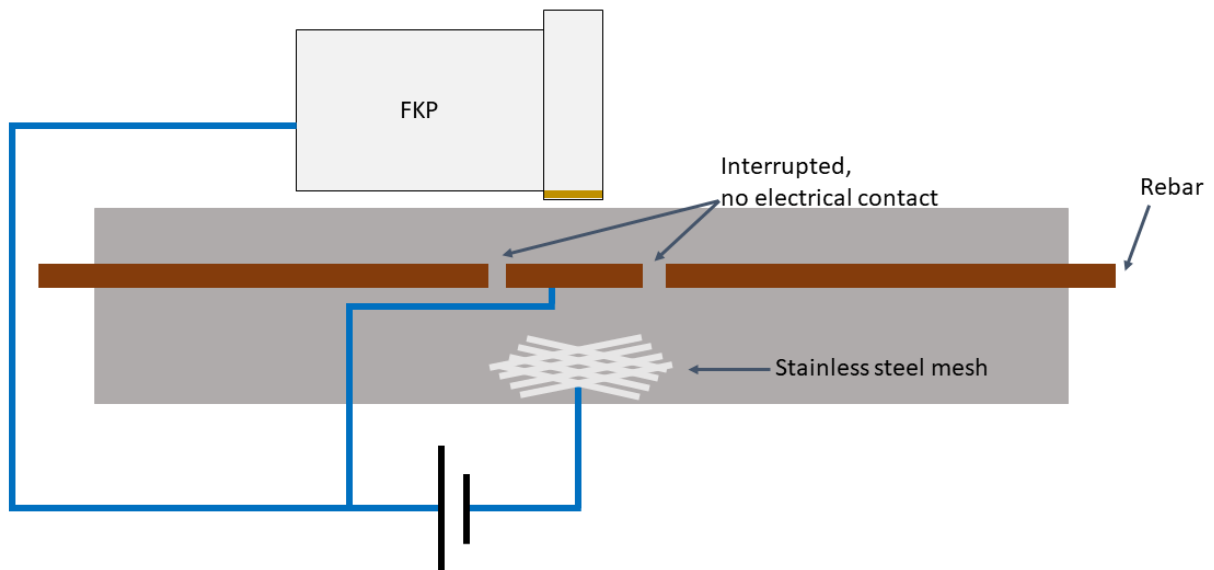 FKP
Interrupted,
no electrical contact
Rebar
Stainless steel mesh